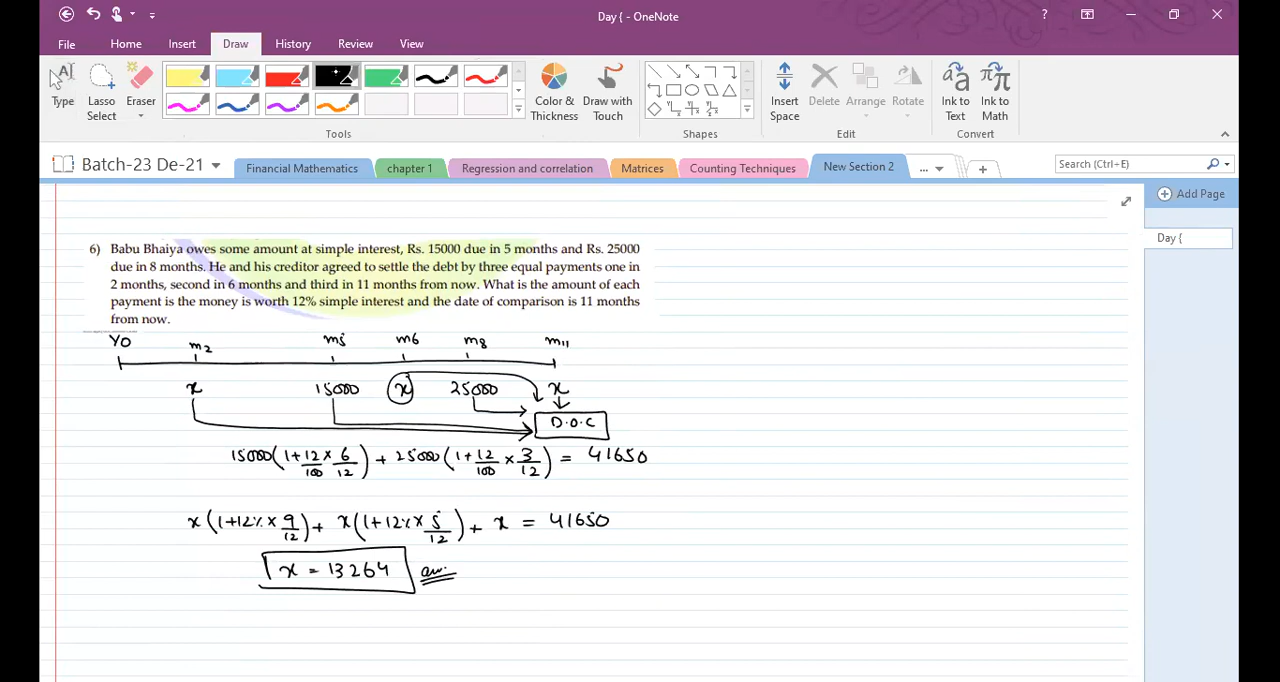 Day { - OneNote
?
File Home Insert Draw History Review View
Type
Lasso Select
Eraser
Color & Thickness
Draw with Touch
Insert Space
Delete
Arrange
Rotate
Ink to Text
Ink to Math
Tools Shapes Edit Convert
Batch-23 De-21 Financial Mathematics chapter 1 Regression and correlation Matrices Counting Techniques New Section 2 ... + Search (Ctrl+E)
Add Page
Day {
6) Babu Bhaiya owes some amount at simple interest, Rs. 15000 due in 5 months and Rs. 25000
due in 8 months. He and his creditor agreed to settle the debt by three equal payments one in
2 months, second in 6 months and third in 11 months from now. What is the amount of each
payment is the money is worth 12% simple interest and the date of comparison is 11 months
from now.
Y0 m2 m5 m6 m8 m11
x 15000 x 25000 x
D.O.C
15000(1+12/100 × 6/12) + 25000(1+12/100 × 3/12) = 41650
x(1+12% × 9/12) + x(1+12% × 5/12) + x = 41650
x = 13264 ans.